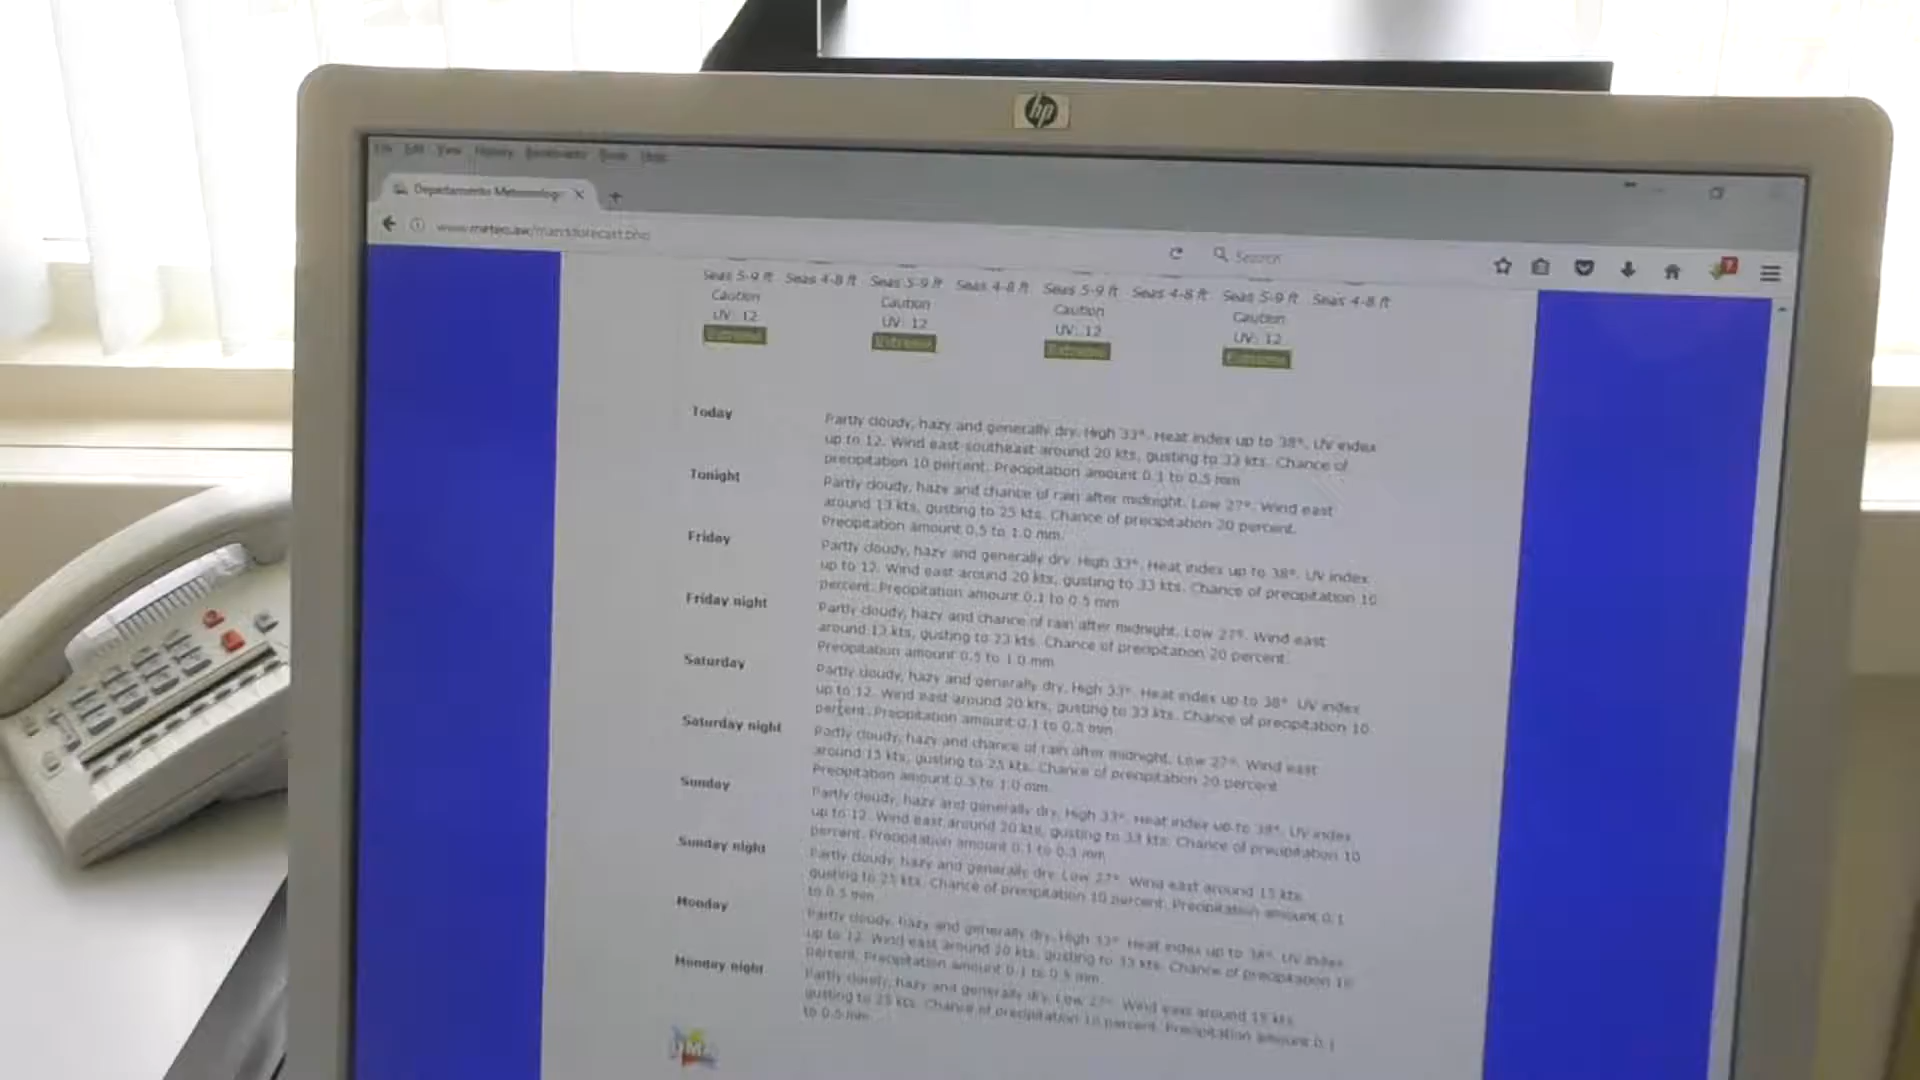 hp
File Edit View History Bookmarks Tools Help
Departamento Meteorologi
Search
Seas 5-9 ft Seas 4-8 ft Seas 5-9 ft Seas 4-8 ft Seas 5-9 ft Seas 4-8 ft Seas 5-9 ft Seas 4-8 ft
Caution Caution Caution Caution
UV: 12 UV: 12 UV: 12 UV: 12
Extreme Extreme Extreme Extreme
Today
Partly cloudy, hazy and generally dry. High 33°. Heat index up to 38°. UV index
up to 12. Wind east-southeast around 20 kts, gusting to 33 kts. Chance of
precipitation 10 percent. Precipitation amount 0.1 to 0.5 mm
Tonight
Partly cloudy, hazy and chance of rain after midnight. Low 27°. Wind east
around 13 kts, gusting to 25 kts. Chance of precipitation 20 percent.
Precipitation amount 0.5 to 1.0 mm.
Friday
Partly cloudy, hazy and generally dry. High 33°. Heat index up to 38°. UV index
up to 12. Wind east around 20 kts, gusting to 33 kts. Chance of precipitation 10
percent. Precipitation amount 0.1 to 0.5 mm
Friday night
Partly cloudy, hazy and chance of rain after midnight. Low 27°. Wind east
around kts, gusting to kts. Chance of precipitation 20 percent.
Precipitation amount 0.5 to 1.0 mm
Saturday
Partly cloudy, hazy and generally dry. High 33°. Heat index up to 38°. UV index
up to 12. Wind east around 20 kts, gusting to 33 kts. Chance of precipitation 10
percent. Precipitation amount 0.1 to 0.5 mm
Saturday night
Partly cloudy, hazy and chance of rain after midnight. Low 27°. Wind east
around 15 kts, gusting to 25 kts. Chance of precipitation 20 percent
Precipitation amount 0.5 to 1.0 mm.
Sunday
Partly cloudy, hazy and generally dry. High 33°. Heat index up to 38°. UV index
up to 12. Wind east around 20 kts, gusting to 33 kts. Chance of precipitation 10
percent. Precipitation amount 0.1 to mm
Sunday night
Partly cloudy, hazy and generally dry. Low 27°. Wind east around 15 kts,
gusting to 25 kts. Chance of precipitation 10 percent. Precipitation amount 0.1
to 0.5 mm
Monday
Partly cloudy, hazy and generally dry. High 33°. Heat index up to 38°. UV index
up to 12. Wind east around 20 kts, gusting to 33 kts. Chance of precipitation 10
percent. Precipitation amount 0.1 to 0.5 mm.
Monday night
Partly cloudy, hazy and generally dry. Low 27°. Wind east around 15 kts
gusting to 25 kts. Chance of precipitation 10 percent. Precipitation amount 0.1
to 0.5 mm.